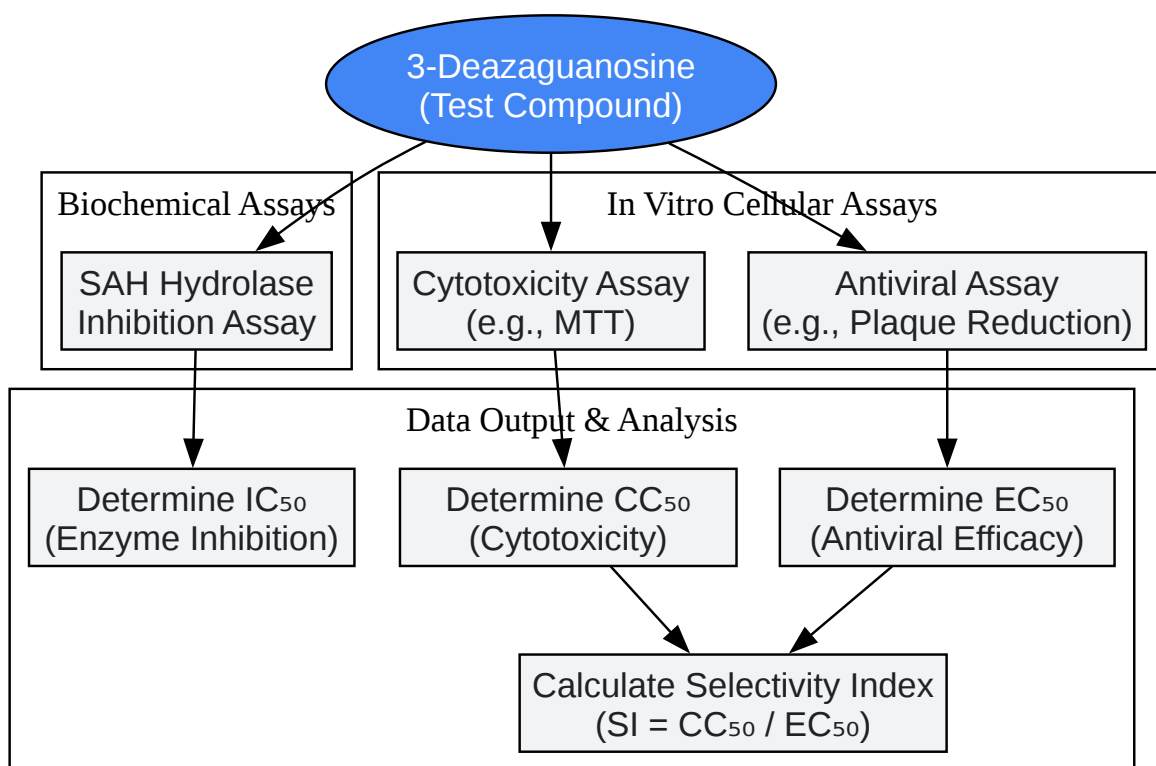 3-Deazaguanosine
(Test Compound)
Biochemical Assays
In Vitro Cellular Assays
SAH Hydrolase
Inhibition Assay
Cytotoxicity Assay
(e.g., MTT)
Antiviral Assay
(e.g., Plaque Reduction)
Data Output & Analysis
Determine IC₅₀
(Enzyme Inhibition)
Determine CC₅₀
(Cytotoxicity)
Determine EC₅₀
(Antiviral Efficacy)
Calculate Selectivity Index
(SI = CC₅₀ / EC₅₀)